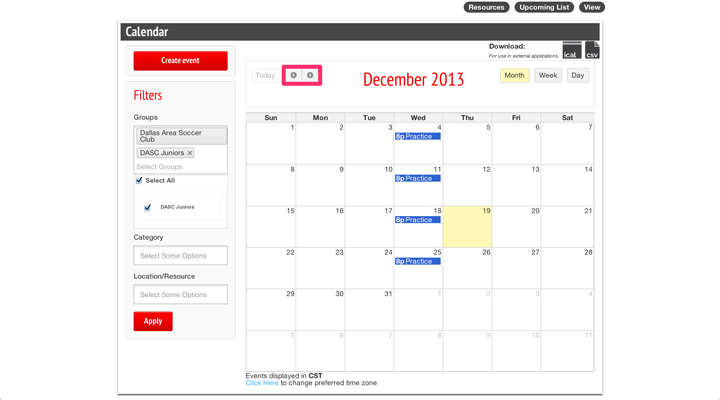 Resources Upcoming List View
Calendar
Create event
Download:
For use in external applications.
ical csv
Today
December 2013
Month Week Day
Filters
Groups
Dallas Area Soccer
Club
DASC Juniors
Select Groups
Select All
DASC Juniors
Category
Select Some Options
Location/Resource
Select Some Options
Apply
Sun Mon Tue Wed Thu Fri Sat
1 2 3 4 5 6 7
8p Practice
8 9 10 11 12 13 14
8p Practice
15 16 17 18 19 20 21
8p Practice
22 23 24 25 26 27 28
8p Practice
29 30 31 1 2 3 4
5 6 7 8 9 10 11
Events displayed in CST
Click Here to change preferred time zone